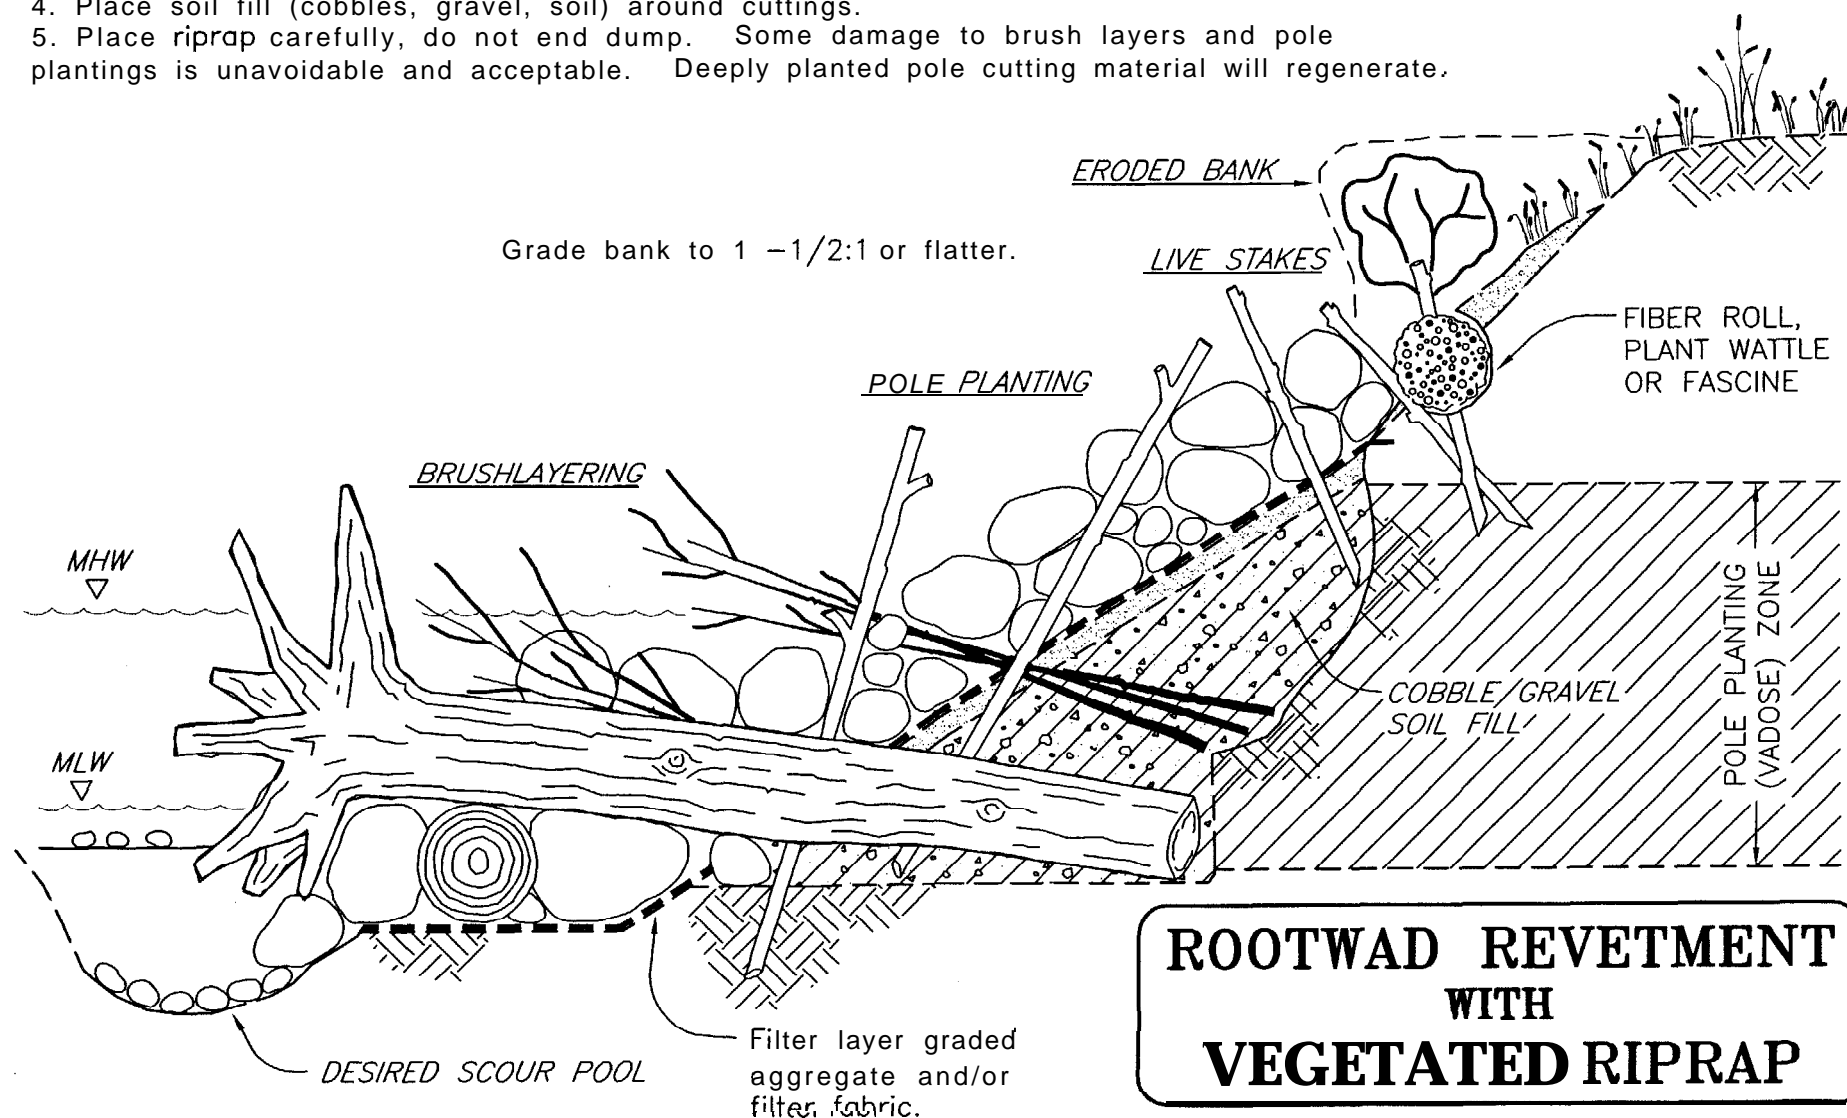 4. Place soil fill (cobbles, gravel, soil) around cuttings.
5. Place riprap carefully, do not end dump. Some damage to brush layers and pole
plantings is unavoidable and acceptable. Deeply planted pole cutting material will regenerate.
ERODED BANK
Grade bank to 1 -1/2:1 or flatter.
LIVE STAKES
FIBER ROLL,
PLANT WATTLE
OR FASCINE
POLE PLANTING
BRUSHLAYERING
MHW
POLE PLANTING
(VADOSE) ZONE
COBBLE/GRAVEL
SOIL FILL
MLW
ROOTWAD REVETMENT
WITH
VEGETATED RIPRAP
Filter layer graded
aggregate and/or
filter fabric.
DESIRED SCOUR POOL